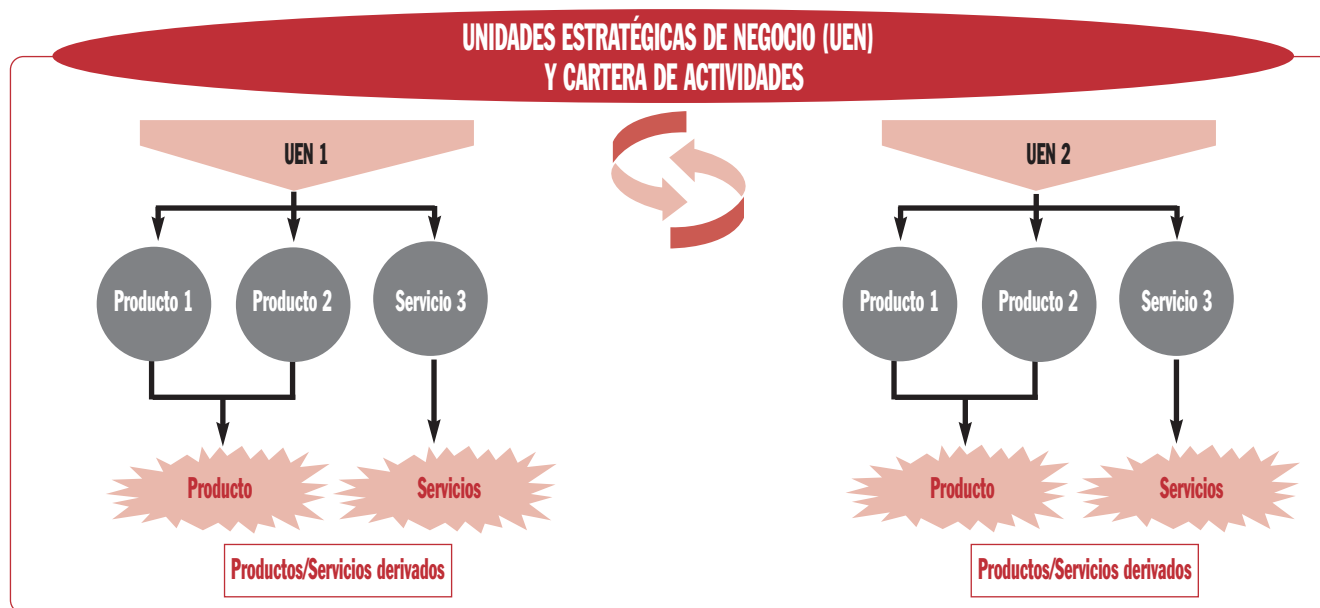 UNIDADES ESTRATÉGICAS DE NEGOCIO (UEN)
Y CARTERA DE ACTIVIDADES
UEN 1
Producto 1
Producto 2
Servicio 3
Producto
Servicios
Productos/Servicios derivados
UEN 2
Producto 1
Producto 2
Servicio 3
Producto
Servicios
Productos/Servicios derivados